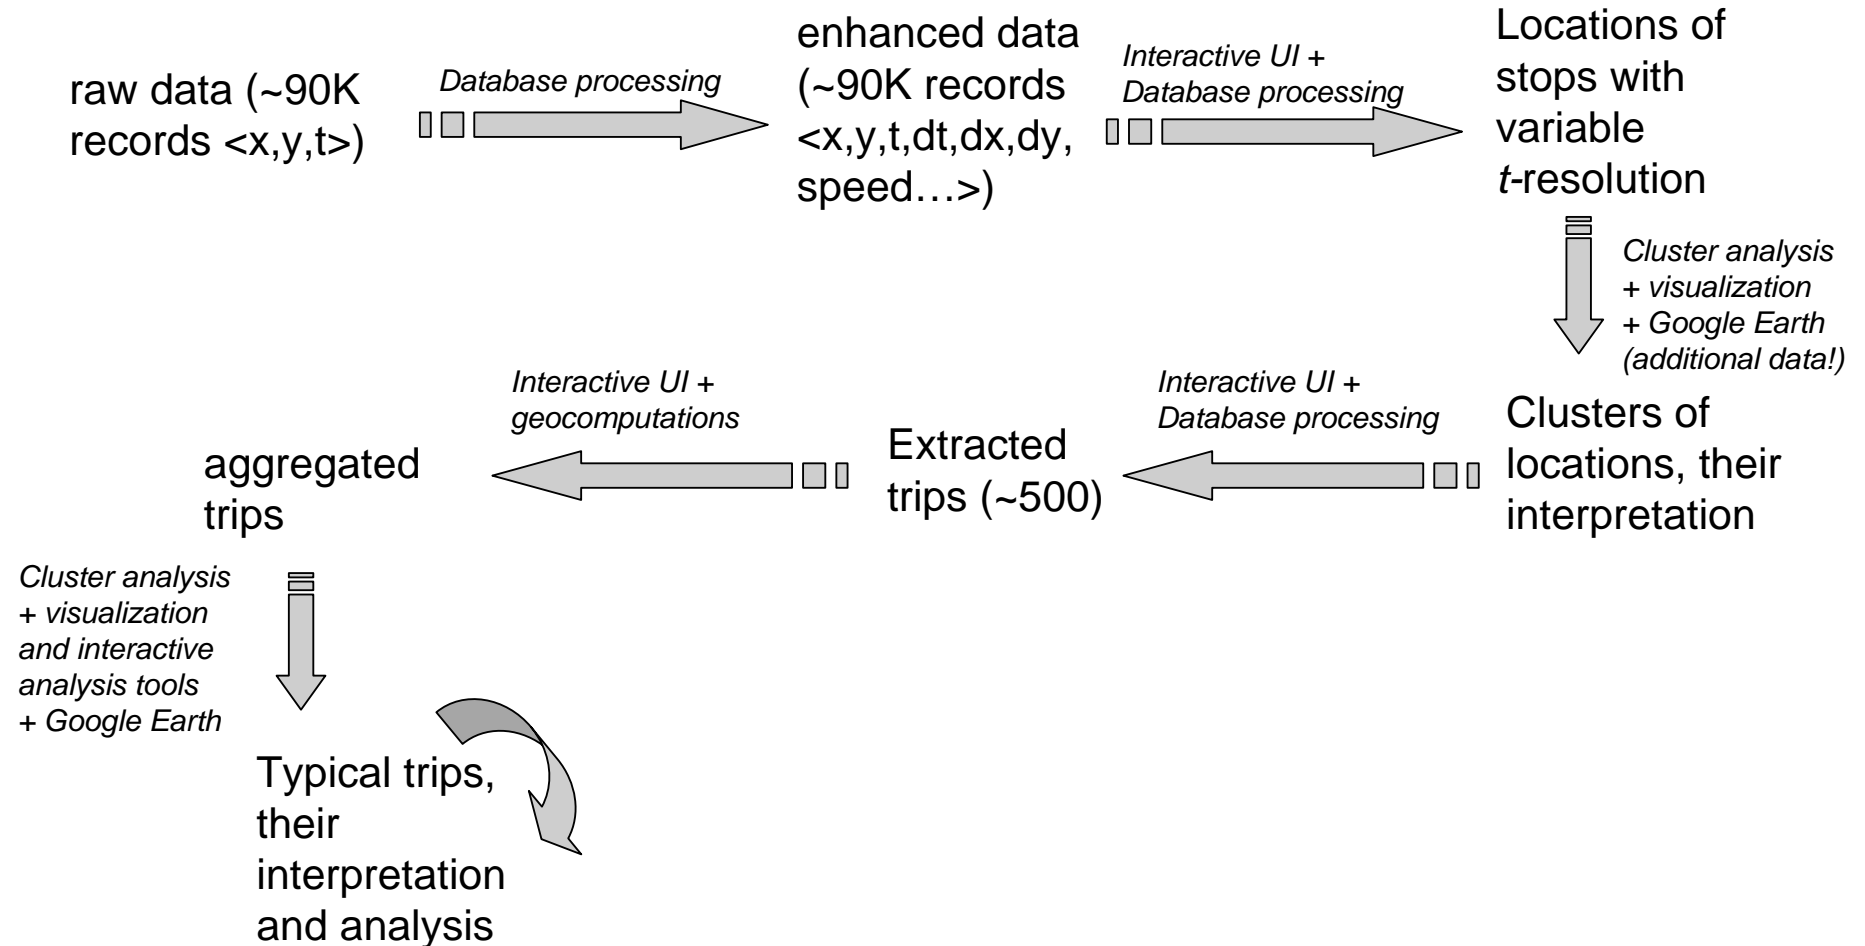 raw data (~90K
records <x,y,t>)
Database processing
enhanced data
(~90K records
<x,y,t,dt,dx,dy,
speed…>)
Interactive UI +
Database processing
Locations of
stops with
variable
t-resolution
Cluster analysis
+ visualization
+ Google Earth
(additional data!)
Clusters of
locations, their
interpretation
Interactive UI +
Database processing
Extracted
trips (~500)
Interactive UI +
geocomputations
aggregated
trips
Cluster analysis
+ visualization
and interactive
analysis tools
+ Google Earth
Typical trips,
their
interpretation
and analysis